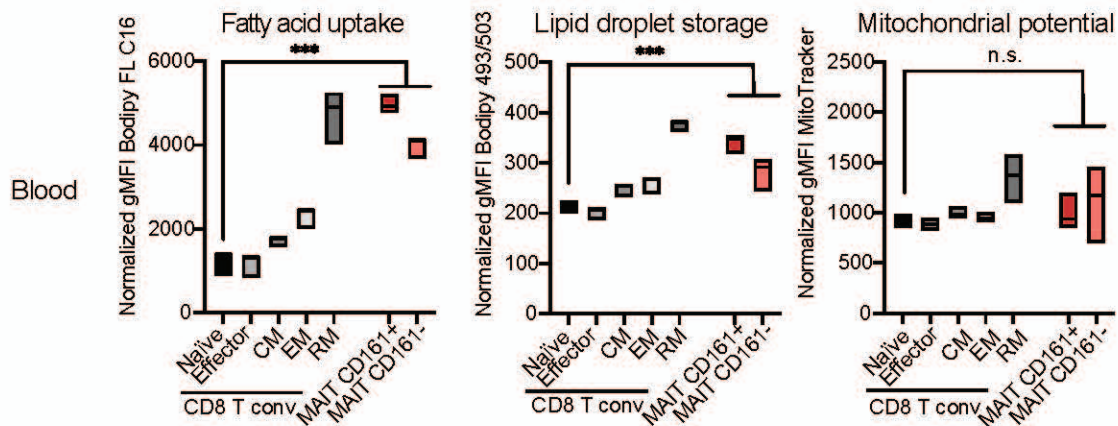 Fatty acid uptake
***
Normalized gMFI Bodipy FL C16
6000
4000
2000
0
Naïve
Effector
CM
EM
RM
MAIT CD161+
MAIT CD161-
CD8 T conv
Lipid droplet storage
***
Normalized gMFI Bodipy 493/503
500
400
300
200
100
0
Naïve
Effector
CM
EM
RM
MAIT CD161+
MAIT CD161-
CD8 T conv
Mitochondrial potential
n.s.
Normalized gMFI MitoTracker
2500
2000
1500
1000
500
0
Naïve
Effector
CM
EM
RM
MAIT CD161+
MAIT CD161-
CD8 T conv
Blood